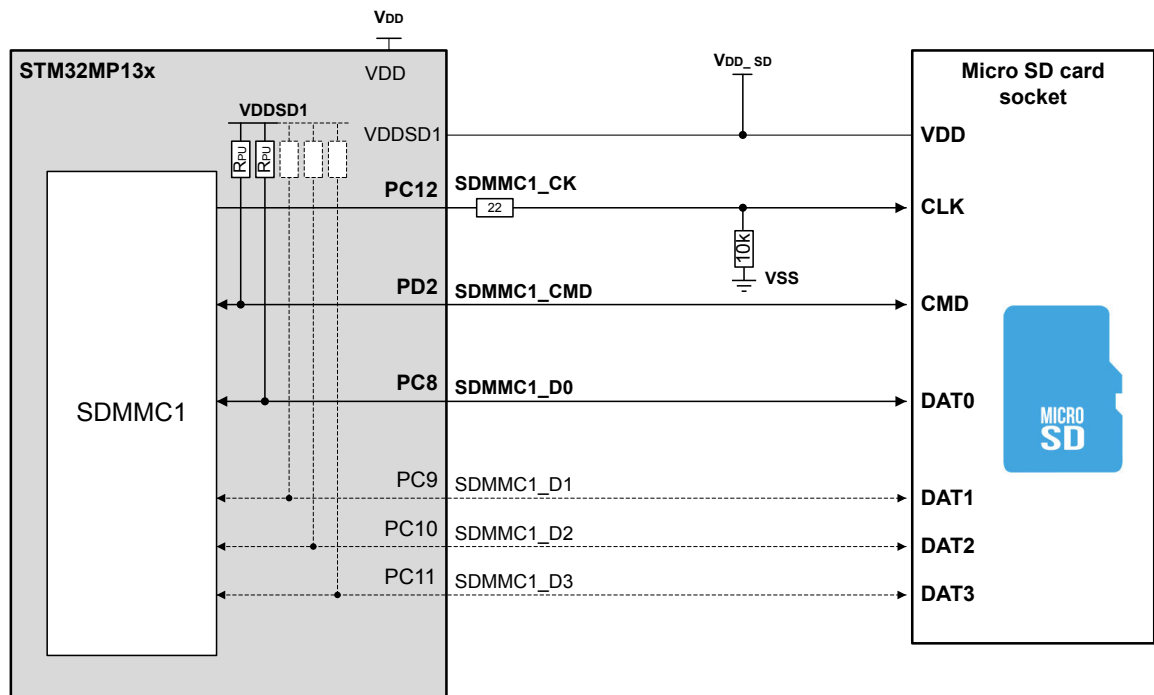 VDD
STM32MP13x
VDD
VDD_SD
Micro SD card
socket
VDDSD1
VDDSD1
VDD
RPU
RPU
PC12
SDMMC1_CK
CLK
22
10k
VSS
PD2
SDMMC1_CMD
CMD
PC8
SDMMC1_D0
DAT0
SDMMC1
MICRO
SD
PC9
SDMMC1_D1
DAT1
PC10
SDMMC1_D2
DAT2
PC11
SDMMC1_D3
DAT3